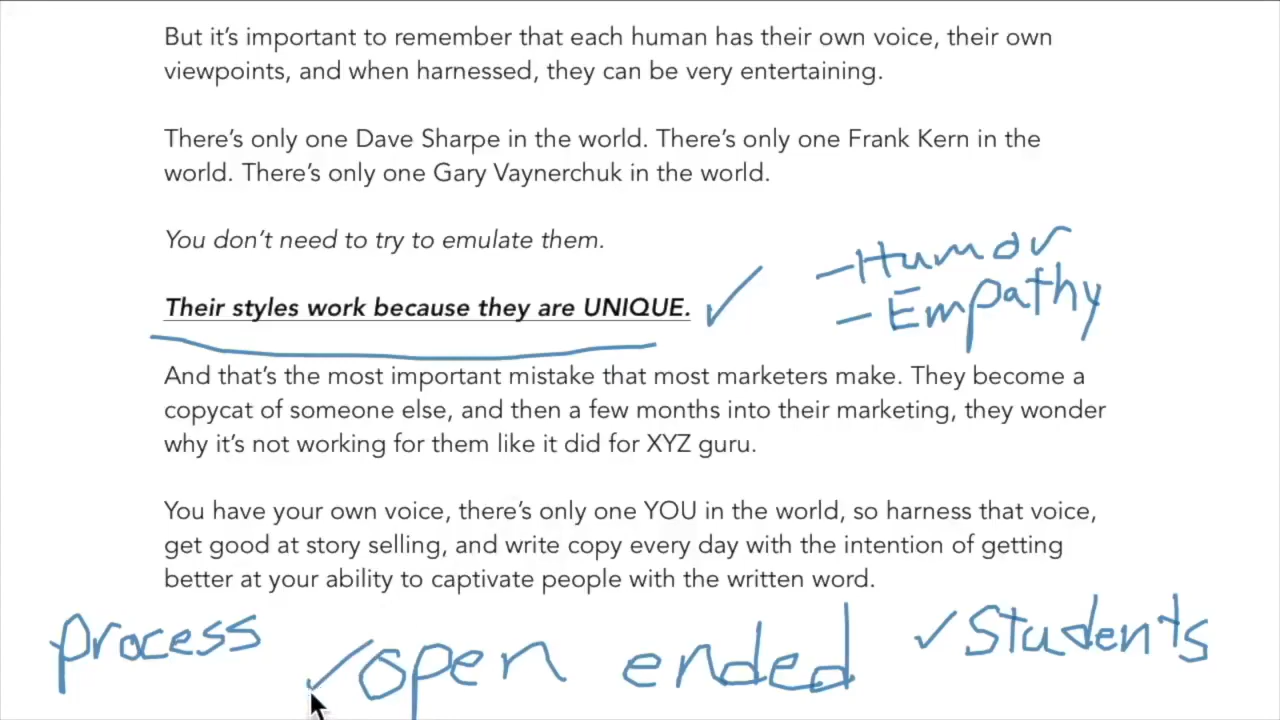 But it's important to remember that each human has their own voice, their own
viewpoints, and when harnessed, they can be very entertaining.
There's only one Dave Sharpe in the world. There's only one Frank Kern in the
world. There's only one Gary Vaynerchuk in the world.
You don't need to try to emulate them.
- Humor
Their styles work because they are UNIQUE. ✓
- Empathy
And that's the most important mistake that most marketers make. They become a
copycat of someone else, and then a few months into their marketing, they wonder
why it's not working for them like it did for XYZ guru.
You have your own voice, there's only one YOU in the world, so harness that voice,
get good at story selling, and write copy every day with the intention of getting
better at your ability to captivate people with the written word.
process ✓open ended ✓Students